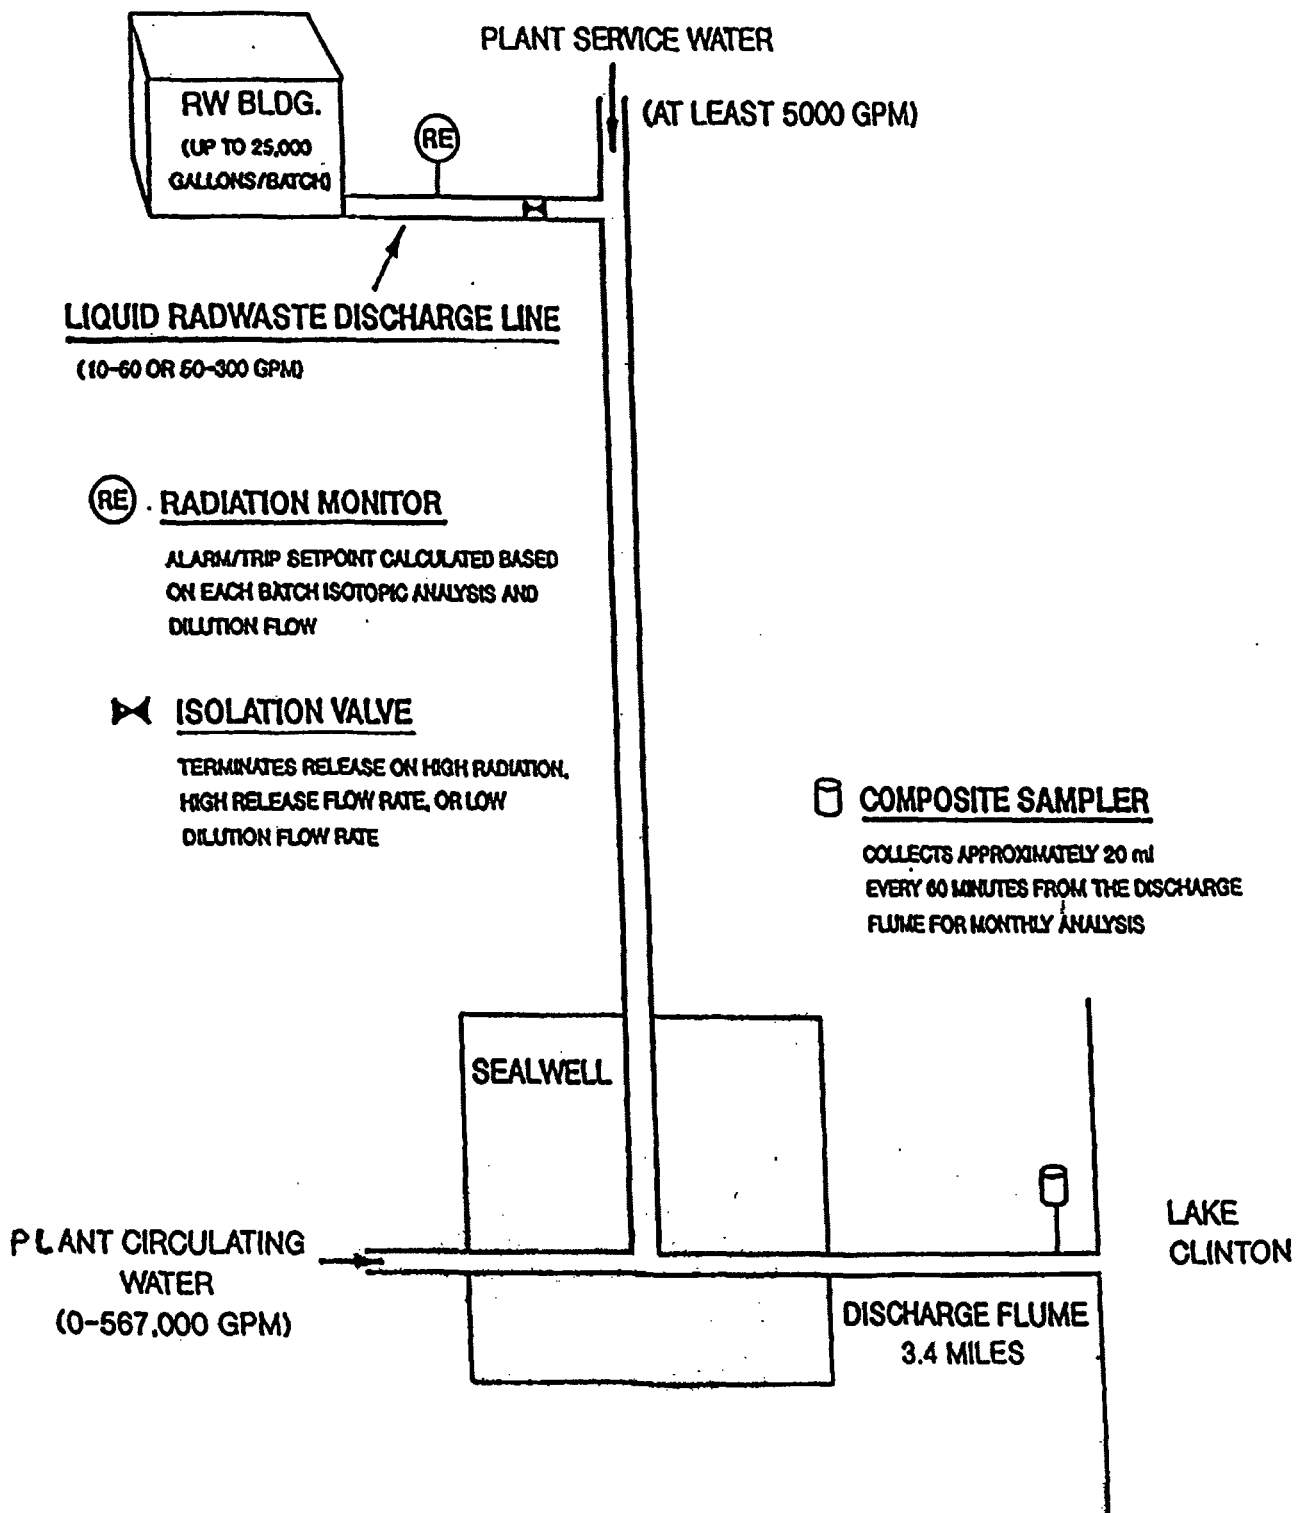 PLANT SERVICE WATER
(AT LEAST 5000 GPM)
RW BLDG.
(UP TO 25,000
GALLONS/BATCH)
RE
LIQUID RADWASTE DISCHARGE LINE
(10-60 OR 50-300 GPM)
RE
RADIATION MONITOR
ALARM/TRIP SETPOINT CALCULATED BASED
ON EACH BATCH ISOTOPIC ANALYSIS AND
DILUTION FLOW
ISOLATION VALVE
TERMINATES RELEASE ON HIGH RADIATION,
HIGH RELEASE FLOW RATE, OR LOW
DILUTION FLOW RATE
COMPOSITE SAMPLER
COLLECTS APPROXIMATELY 20 ml
EVERY 60 MINUTES FROM THE DISCHARGE
FLUME FOR MONTHLY ANALYSIS
SEALWELL
PLANT CIRCULATING
WATER
(0-567,000 GPM)
DISCHARGE FLUME
3.4 MILES
LAKE
CLINTON